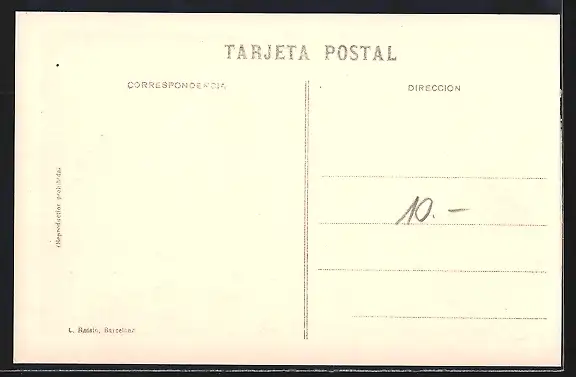 TARJETA POSTAL
CORRESPONDENCIA
DIRECCION
(Reproducción prohibida)
10.-
L. Roisin, Barcelona